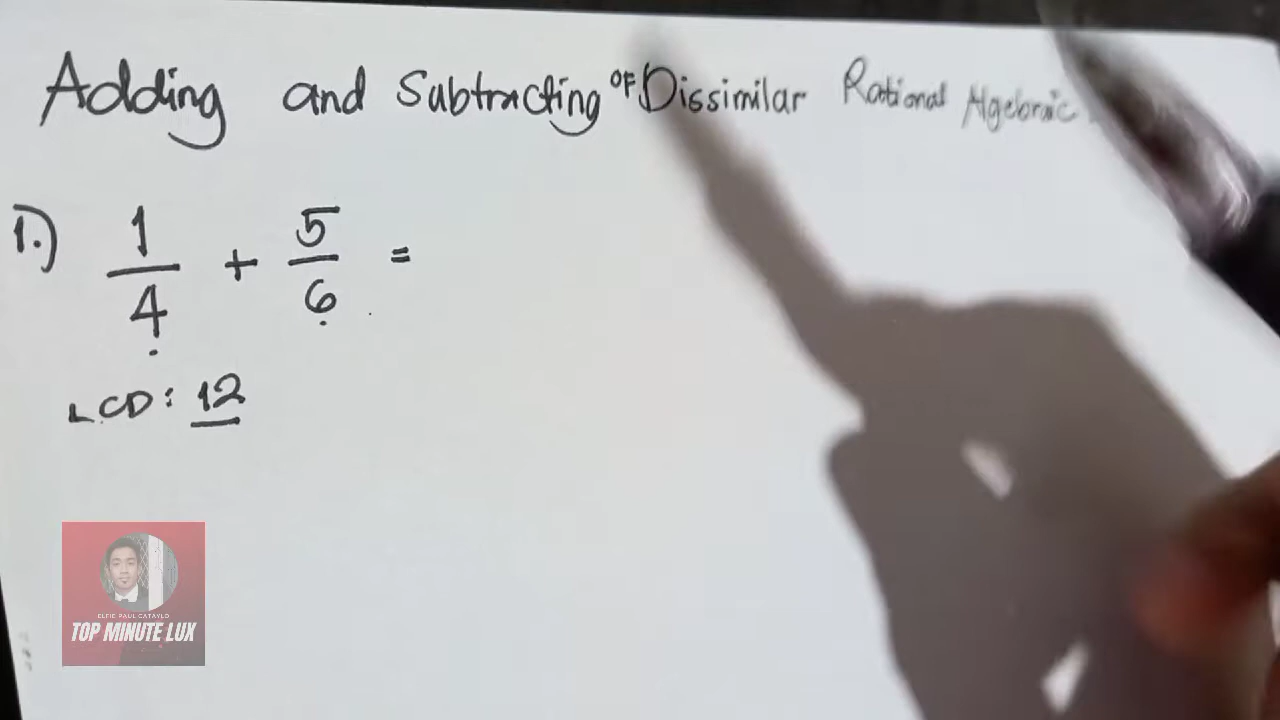 Adding and Subtracting OF Dissimilar Rational Algebraic
1.) 1/4 + 5/6 =
LCD: 12
ELFIE PAUL CATAYLO
TOP MINUTE LUX